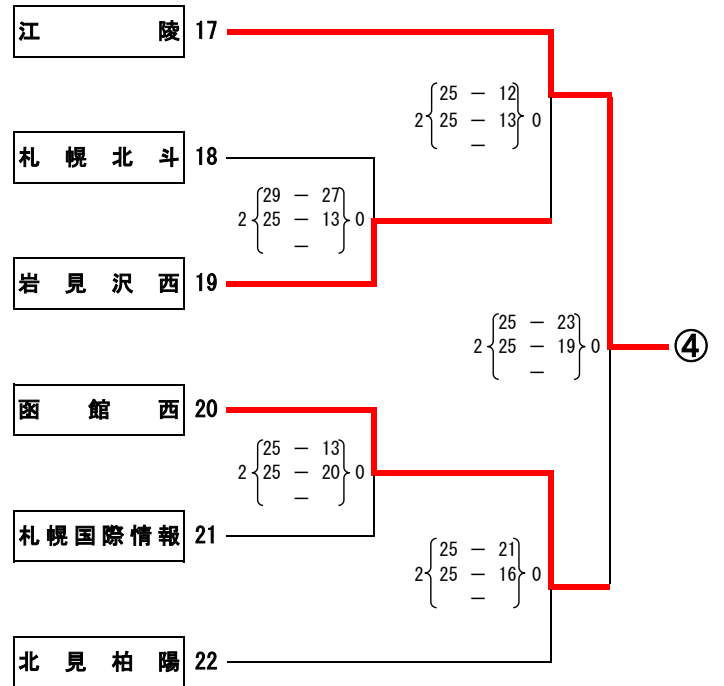 江陵 17
25 － 12
2 25 － 13 0
－
札幌北斗 18
29 － 27
2 25 － 13 0
－
岩見沢西 19
25 － 23
2 25 － 19 0
－
④
函館西 20
25 － 13
2 25 － 20 0
－
札幌国際情報 21
25 － 21
2 25 － 16 0
－
北見柏陽 22